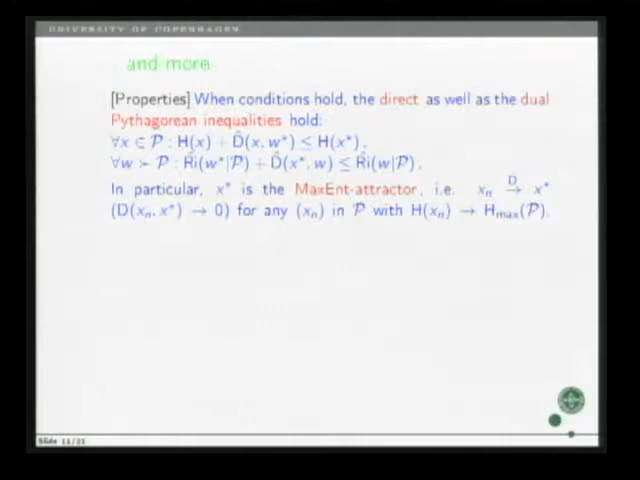 UNIVERSITY OF COPENHAGEN
and more
[Properties] When conditions hold, the direct as well as the dual
Pythagorean inequalities hold:
∀x ∈ 𝒫 : H(x) + D̂(x, w*) ≤ H(x*) ,
∀w ≻ 𝒫 : R̂i(w*|𝒫) + D̂(x*, w) ≤ R̂i(w|𝒫) ,
In particular, x* is the MaxEnt-attractor, i.e. xₙ →ᴰ x*
(D(xₙ, x*) → 0) for any (xₙ) in 𝒫 with H(xₙ) → Hₘₐₓ(𝒫).
Slide 11/21